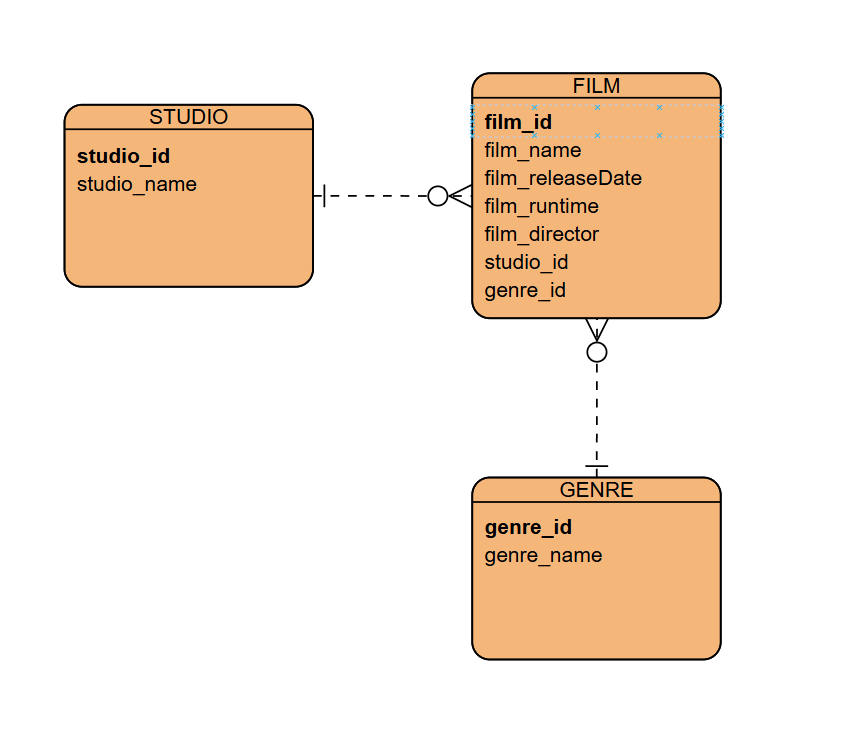 STUDIO
studio_id
studio_name
FILM
film_id
film_name
film_releaseDate
film_runtime
film_director
studio_id
genre_id
GENRE
genre_id
genre_name